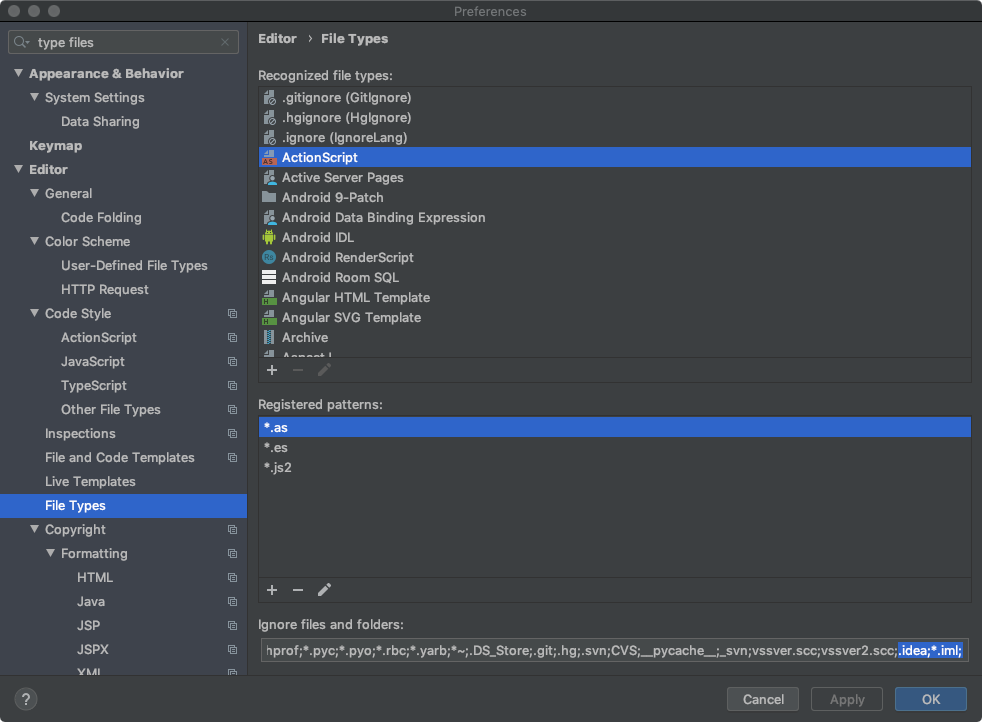 Preferences
type files
Appearance & Behavior
System Settings
Data Sharing
Keymap
Editor
General
Code Folding
Color Scheme
User-Defined File Types
HTTP Request
Code Style
ActionScript
JavaScript
TypeScript
Other File Types
Inspections
File and Code Templates
Live Templates
File Types
Copyright
Formatting
HTML
Java
JSP
JSPX
XML
Editor › File Types
Recognized file types:
.gitignore (GitIgnore)
.hgignore (HgIgnore)
.ignore (IgnoreLang)
AS ActionScript
Active Server Pages
Android 9-Patch
Android Data Binding Expression
Android IDL
Rs Android RenderScript
Android Room SQL
H Angular HTML Template
H Angular SVG Template
Archive
AspectJ
Registered patterns:
*.as
*.es
*.js2
Ignore files and folders:
hprof;*.pyc;*.pyo;*.rbc;*.yarb;*~;.DS_Store;.git;.hg;.svn;CVS;__pycache__;_svn;vssver.scc;vssver2.scc;.idea;*.iml;
?
Cancel
Apply
OK